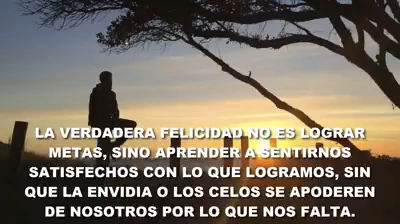 LA VERDADERA FELICIDAD NO ES LOGRAR
METAS, SINO APRENDER A SENTIRNOS
SATISFECHOS CON LO QUE LOGRAMOS, SIN
QUE LA ENVIDIA O LOS CELOS SE APODEREN
DE NOSOTROS POR LO QUE NOS FALTA.